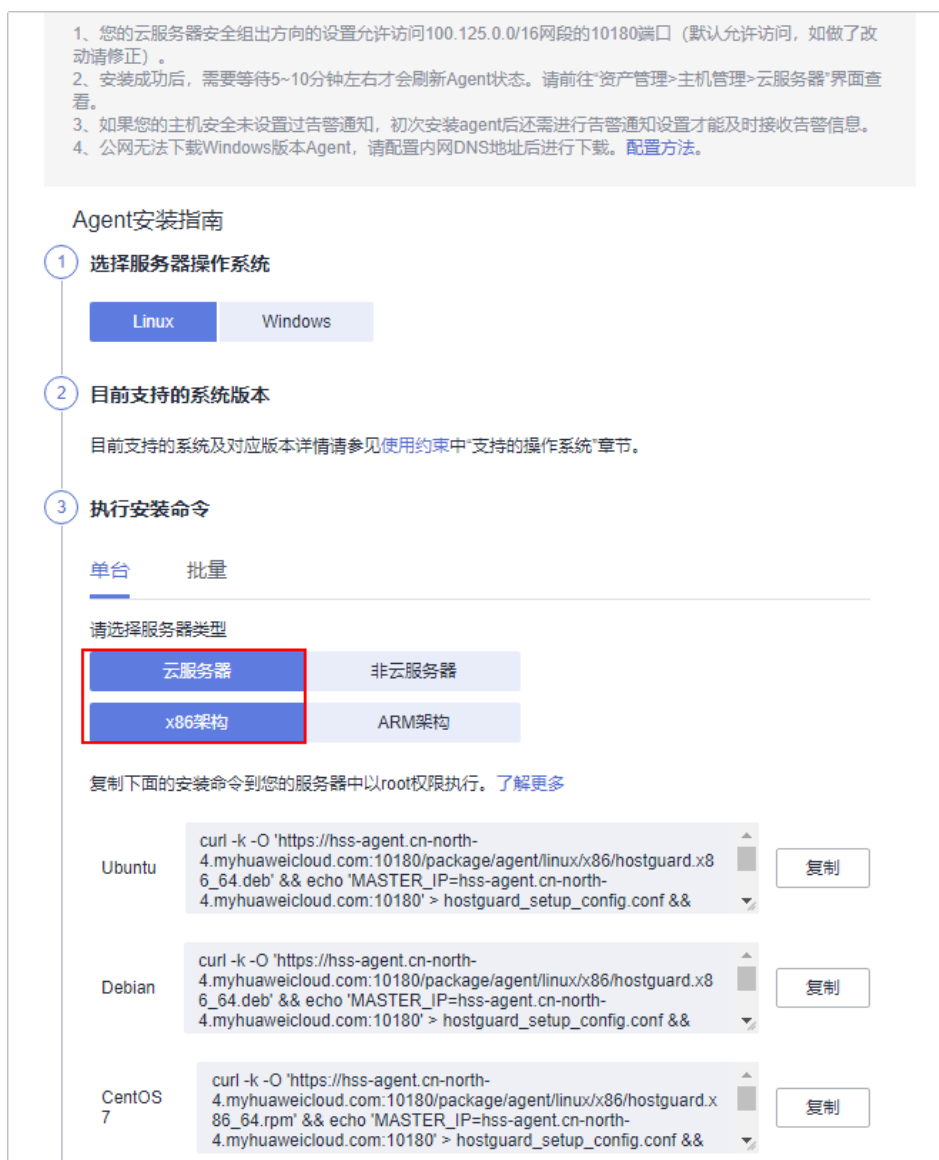 1、您的云服务器安全组出方向的设置允许访问100.125.0.0/16网段的10180端口（默认允许访问，如做了改
动请修正）。
2、安装成功后，需要等待5~10分钟左右才会刷新Agent状态。请前往“资产管理>主机管理>云服务器”界面查
看。
3、如果您的主机安全未设置过告警通知，初次安装agent后还需进行告警通知设置才能及时接收告警信息。
4、公网无法下载Windows版本Agent，请配置内网DNS地址后进行下载。配置方法。
Agent安装指南
1 选择服务器操作系统
Linux Windows
2 目前支持的系统版本
目前支持的系统及对应版本详情请参见使用约束中“支持的操作系统”章节。
3 执行安装命令
单台 批量
请选择服务器类型
云服务器 非云服务器
x86架构 ARM架构
复制下面的安装命令到您的服务器中以root权限执行。了解更多
curl -k -O 'https://hss-agent.cn-north-
4.myhuaweicloud.com:10180/package/agent/linux/x86/hostguard.x8
Ubuntu 6_64.deb' && echo 'MASTER_IP=hss-agent.cn-north- 复制
4.myhuaweicloud.com:10180' > hostguard_setup_config.conf &&
curl -k -O 'https://hss-agent.cn-north-
4.myhuaweicloud.com:10180/package/agent/linux/x86/hostguard.x8
Debian 6_64.deb' && echo 'MASTER_IP=hss-agent.cn-north- 复制
4.myhuaweicloud.com:10180' > hostguard_setup_config.conf &&
curl -k -O 'https://hss-agent.cn-north-
CentOS 4.myhuaweicloud.com:10180/package/agent/linux/x86/hostguard.x
7 86_64.rpm' && echo 'MASTER_IP=hss-agent.cn-north- 复制
4.myhuaweicloud.com:10180' > hostguard_setup_config.conf &&